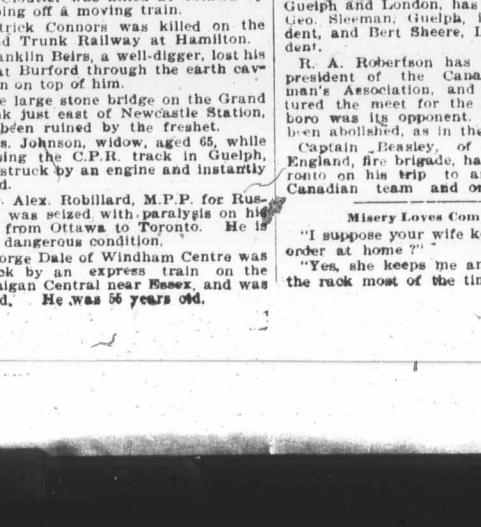 ing off a moving train.
trick Connors was killed on the
d Trunk Railway at Hamilton.
anklin Beirs, a well-digger, lost his
at Burford through the earth cav-
n on top of him.
e large stone bridge on the Grand
k just east of Newcastle Station,
béen ruined by the freshet.
s. Johnson, widow, aged 65, while
sing the C.P.R. track in Guelph,
struck by an engine and instantly
d.
. Alex. Robillard, M.P.P. for Rus-
was seized with paralysis on his
from Ottawa to Toronto. He is
dangerous condition.
orge Dale of Windham Centre was
ck by an express train on the
higan Central near Essex, and was
d. He was 56 years old.
Guelph and London, has
Geo. Sleeman, Guelph,
dent, and Bert Sheere, L
dent.
R. A. Robertson has
president of the Cana
man's Association, and
tured the meet for the
boro was its opponent.
been abolished, as in the
Captain Beasley, of
England, fire brigade, ha
ronto on his trip to a
Canadian team and o
Misery Loves Com
"I suppose your wife k
order at home ?"
"Yes, she keeps me a
the rack most of the tim